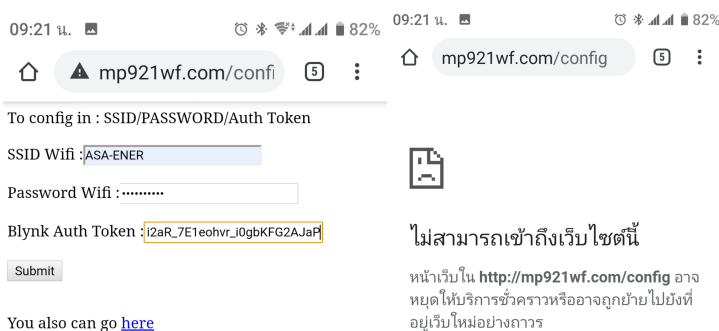 09:21 น. 82%
mp921wf.com/confi 5
To config in : SSID/PASSWORD/Auth Token
SSID Wifi : ASA-ENER
Password Wifi : ••••••••••
Blynk Auth Token : i2aR_7E1eohvr_i0gbKFG2AJaP
Submit
You also can go here
09:21 น. 82%
mp921wf.com/config 5
ไม่สามารถเข้าถึงเว็บไซต์นี้
หน้าเว็บใน http://mp921wf.com/config อาจ
หยุดให้บริการชั่วคราวหรืออาจถูกย้ายไปยังที่
อยู่เว็บใหม่อย่างถาวร